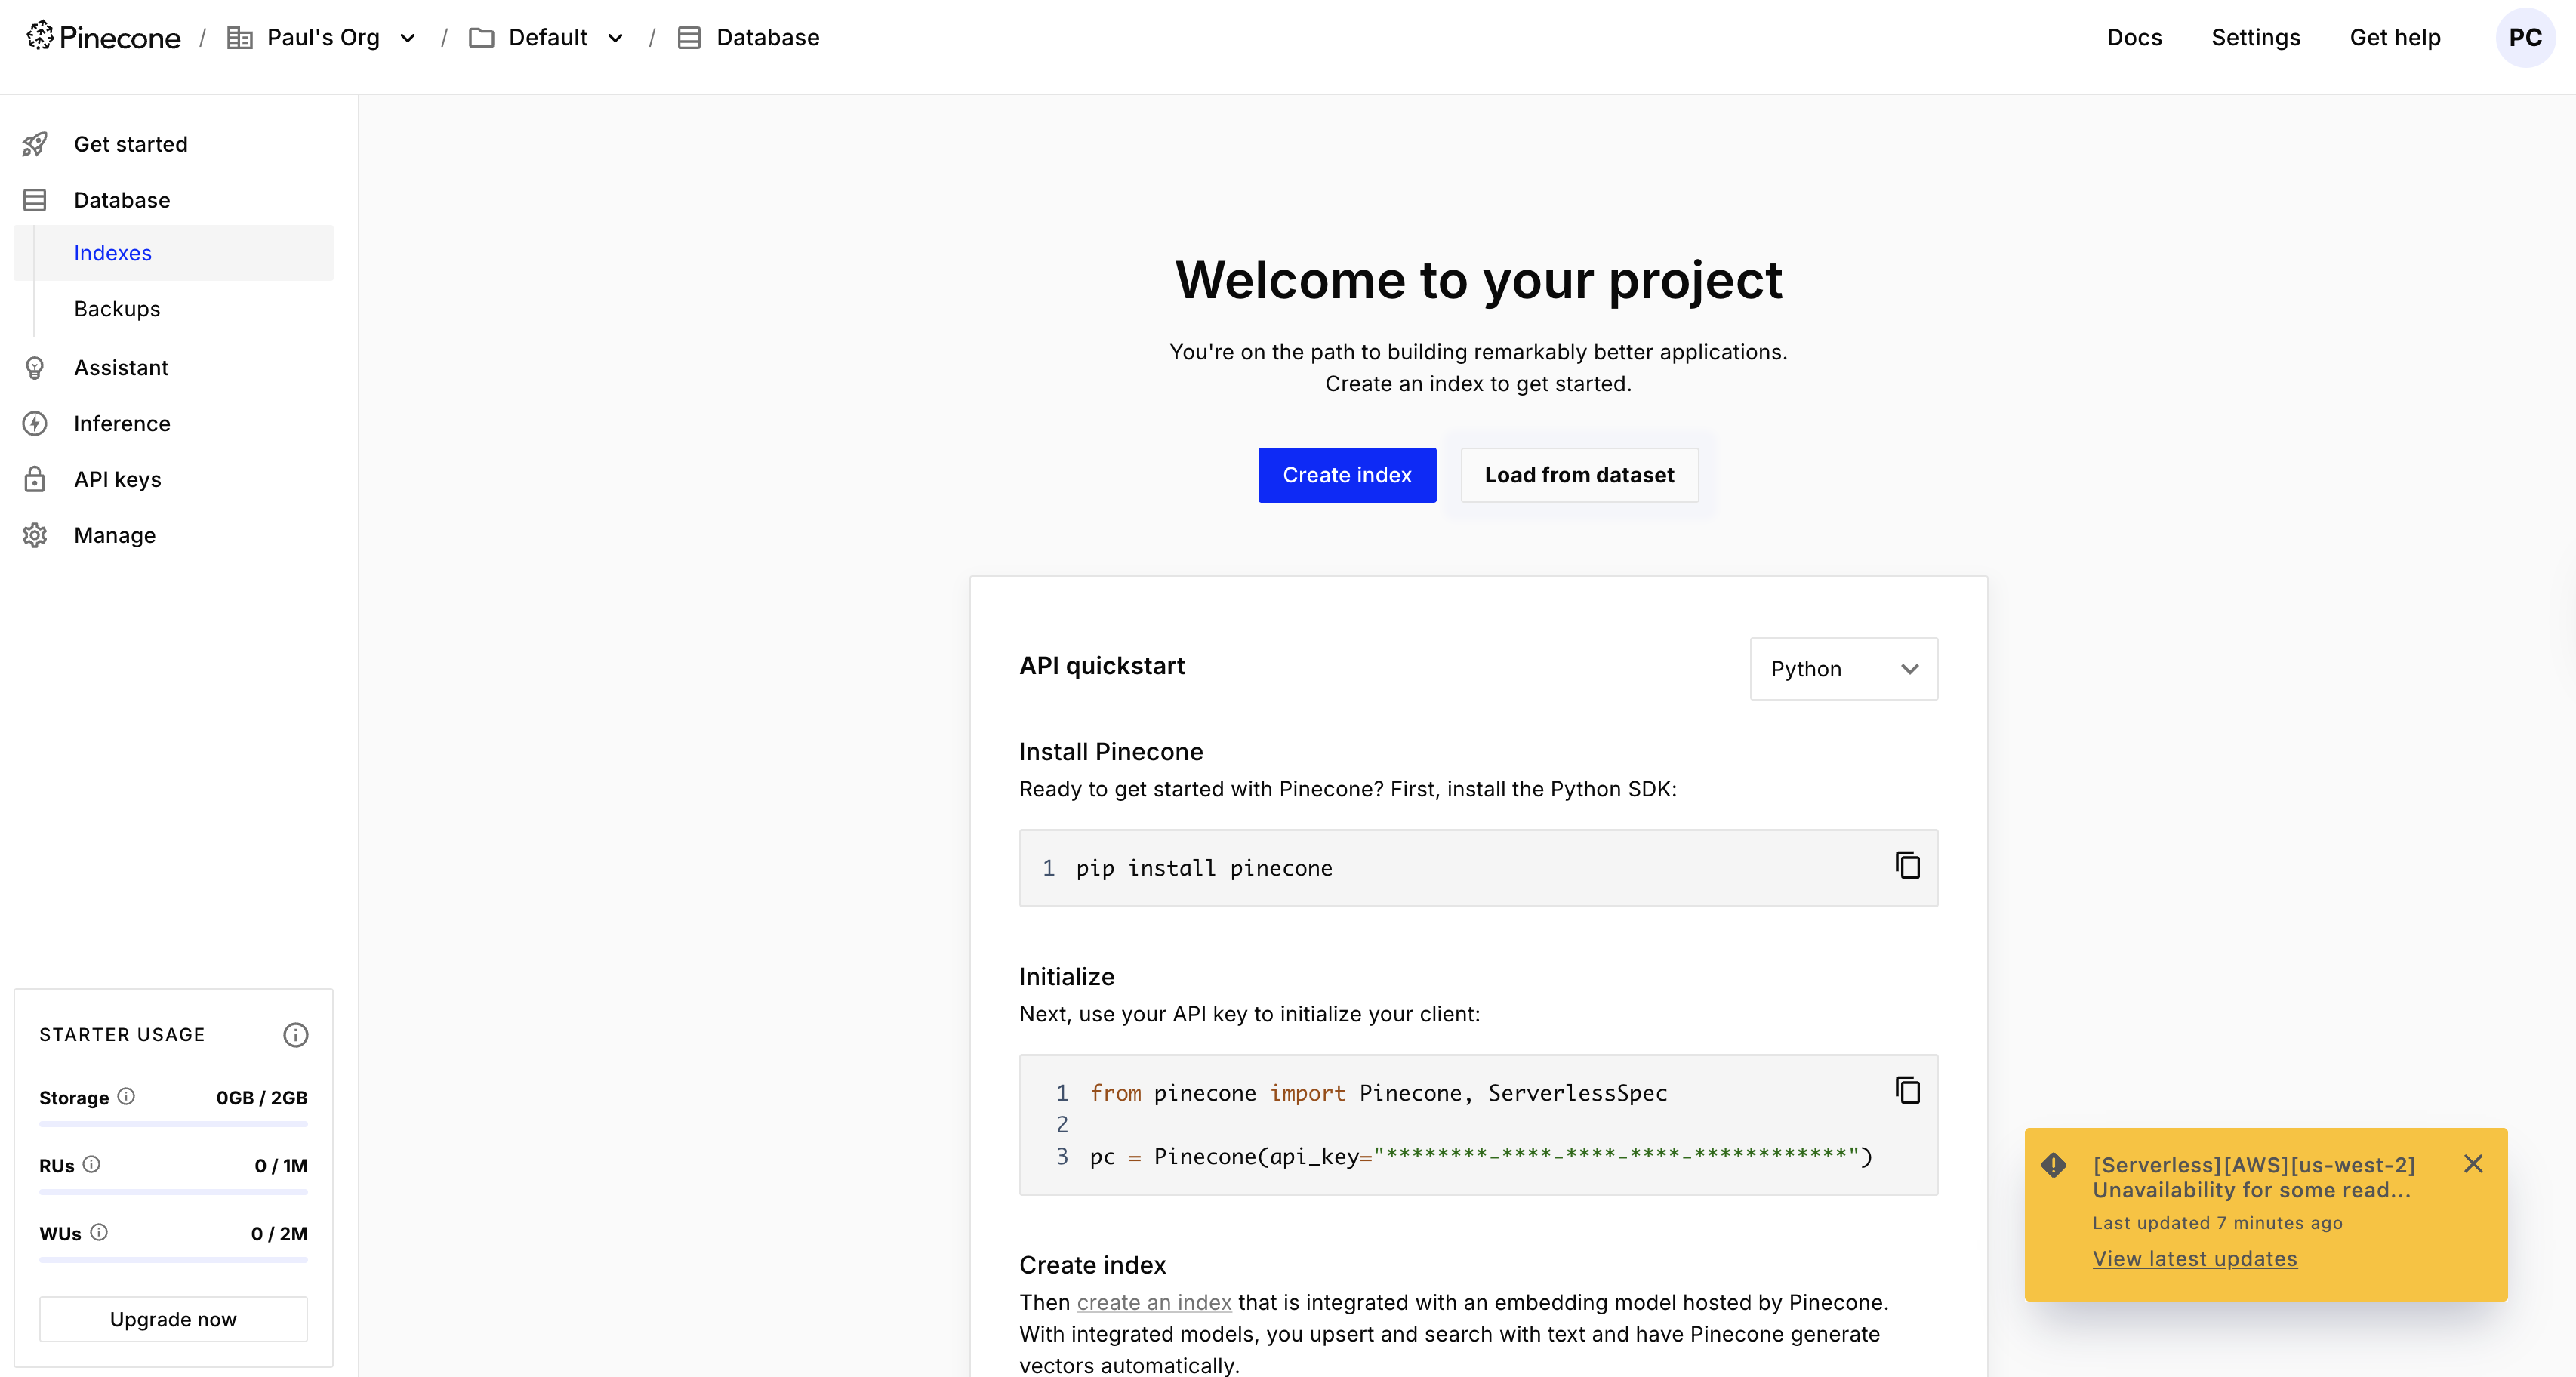 Pinecone / Paul's Org / Default / Database
Docs Settings Get help PC
Get started
Database
Indexes
Backups
Assistant
Inference
API keys
Manage
STARTER USAGE
Storage 0GB / 2GB
RUs 0 / 1M
WUs 0 / 2M
Upgrade now
Welcome to your project
You're on the path to building remarkably better applications.
Create an index to get started.
Create index Load from dataset
API quickstart Python
Install Pinecone
Ready to get started with Pinecone? First, install the Python SDK:
1 pip install pinecone
Initialize
Next, use your API key to initialize your client:
1 from pinecone import Pinecone, ServerlessSpec
2
3 pc = Pinecone(api_key="********-****-****-****-************")
Create index
Then create an index that is integrated with an embedding model hosted by Pinecone.
With integrated models, you upsert and search with text and have Pinecone generate
vectors automatically.
[Serverless][AWS][us-west-2]
Unavailability for some read...
Last updated 7 minutes ago
View latest updates